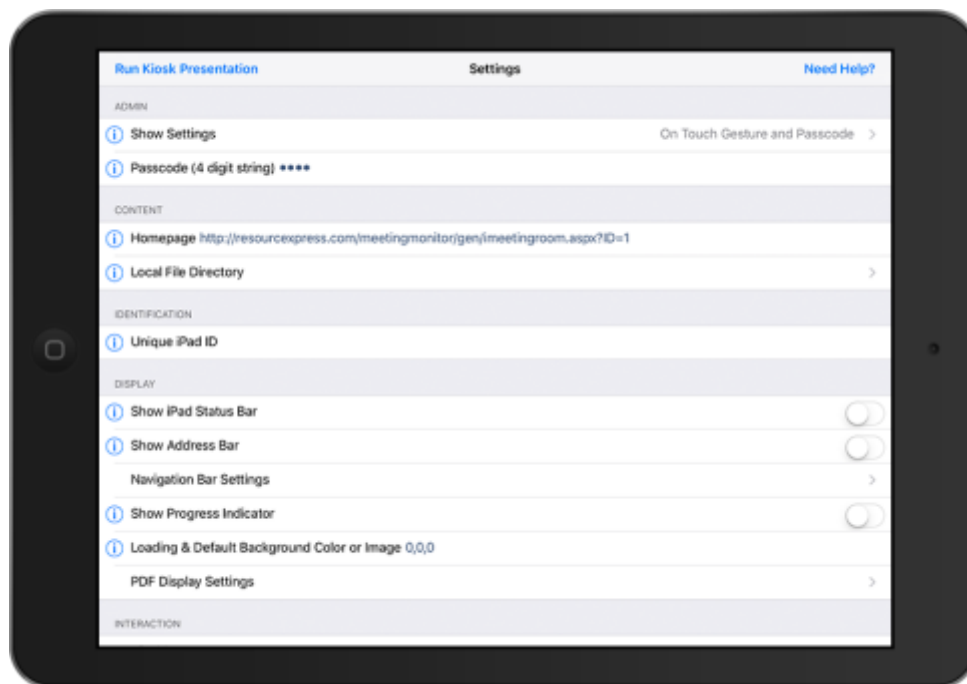 Run Kiosk Presentation Settings Need Help?
ADMIN
Show Settings On Touch Gesture and Passcode
Passcode (4 digit string) ****
CONTENT
Homepage http://resourcexpress.com/meetingmonitor/gen/imeetingroom.aspx?ID=1
Local File Directory
IDENTIFICATION
Unique iPad ID
DISPLAY
Show iPad Status Bar
Show Address Bar
Navigation Bar Settings
Show Progress Indicator
Loading & Default Background Color or Image 0,0,0
PDF Display Settings
INTERACTION